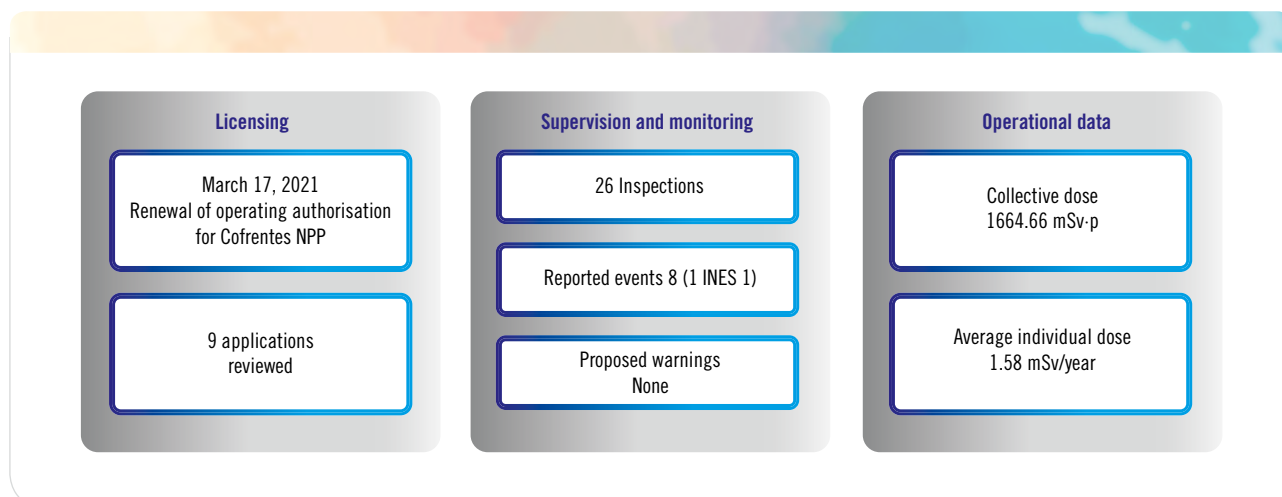 Licensing
March 17, 2021
Renewal of operating authorisation
for Cofrentes NPP
9 applications
reviewed
Supervision and monitoring
26 Inspections
Reported events 8 (1 INES 1)
Proposed warnings
None
Operational data
Collective dose
1664.66 mSv·p
Average individual dose
1.58 mSv/year